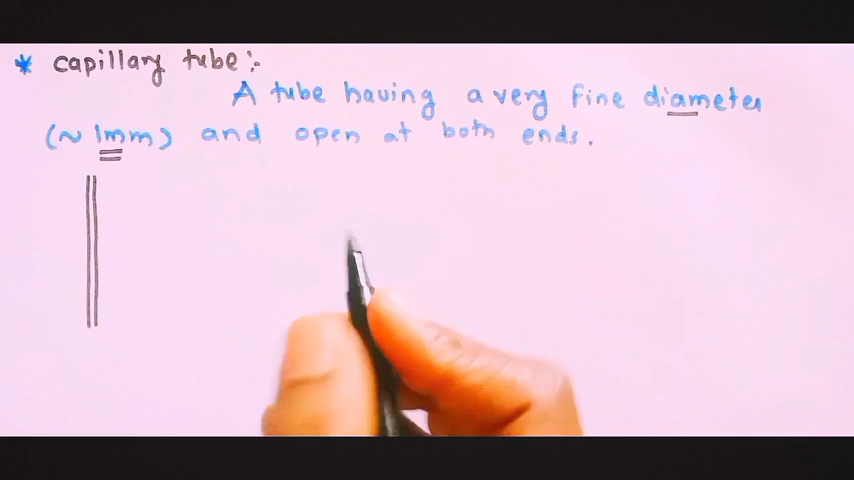 * capillary tube:-
A tube having a very fine diameter
(~ 1mm) and open at both ends.